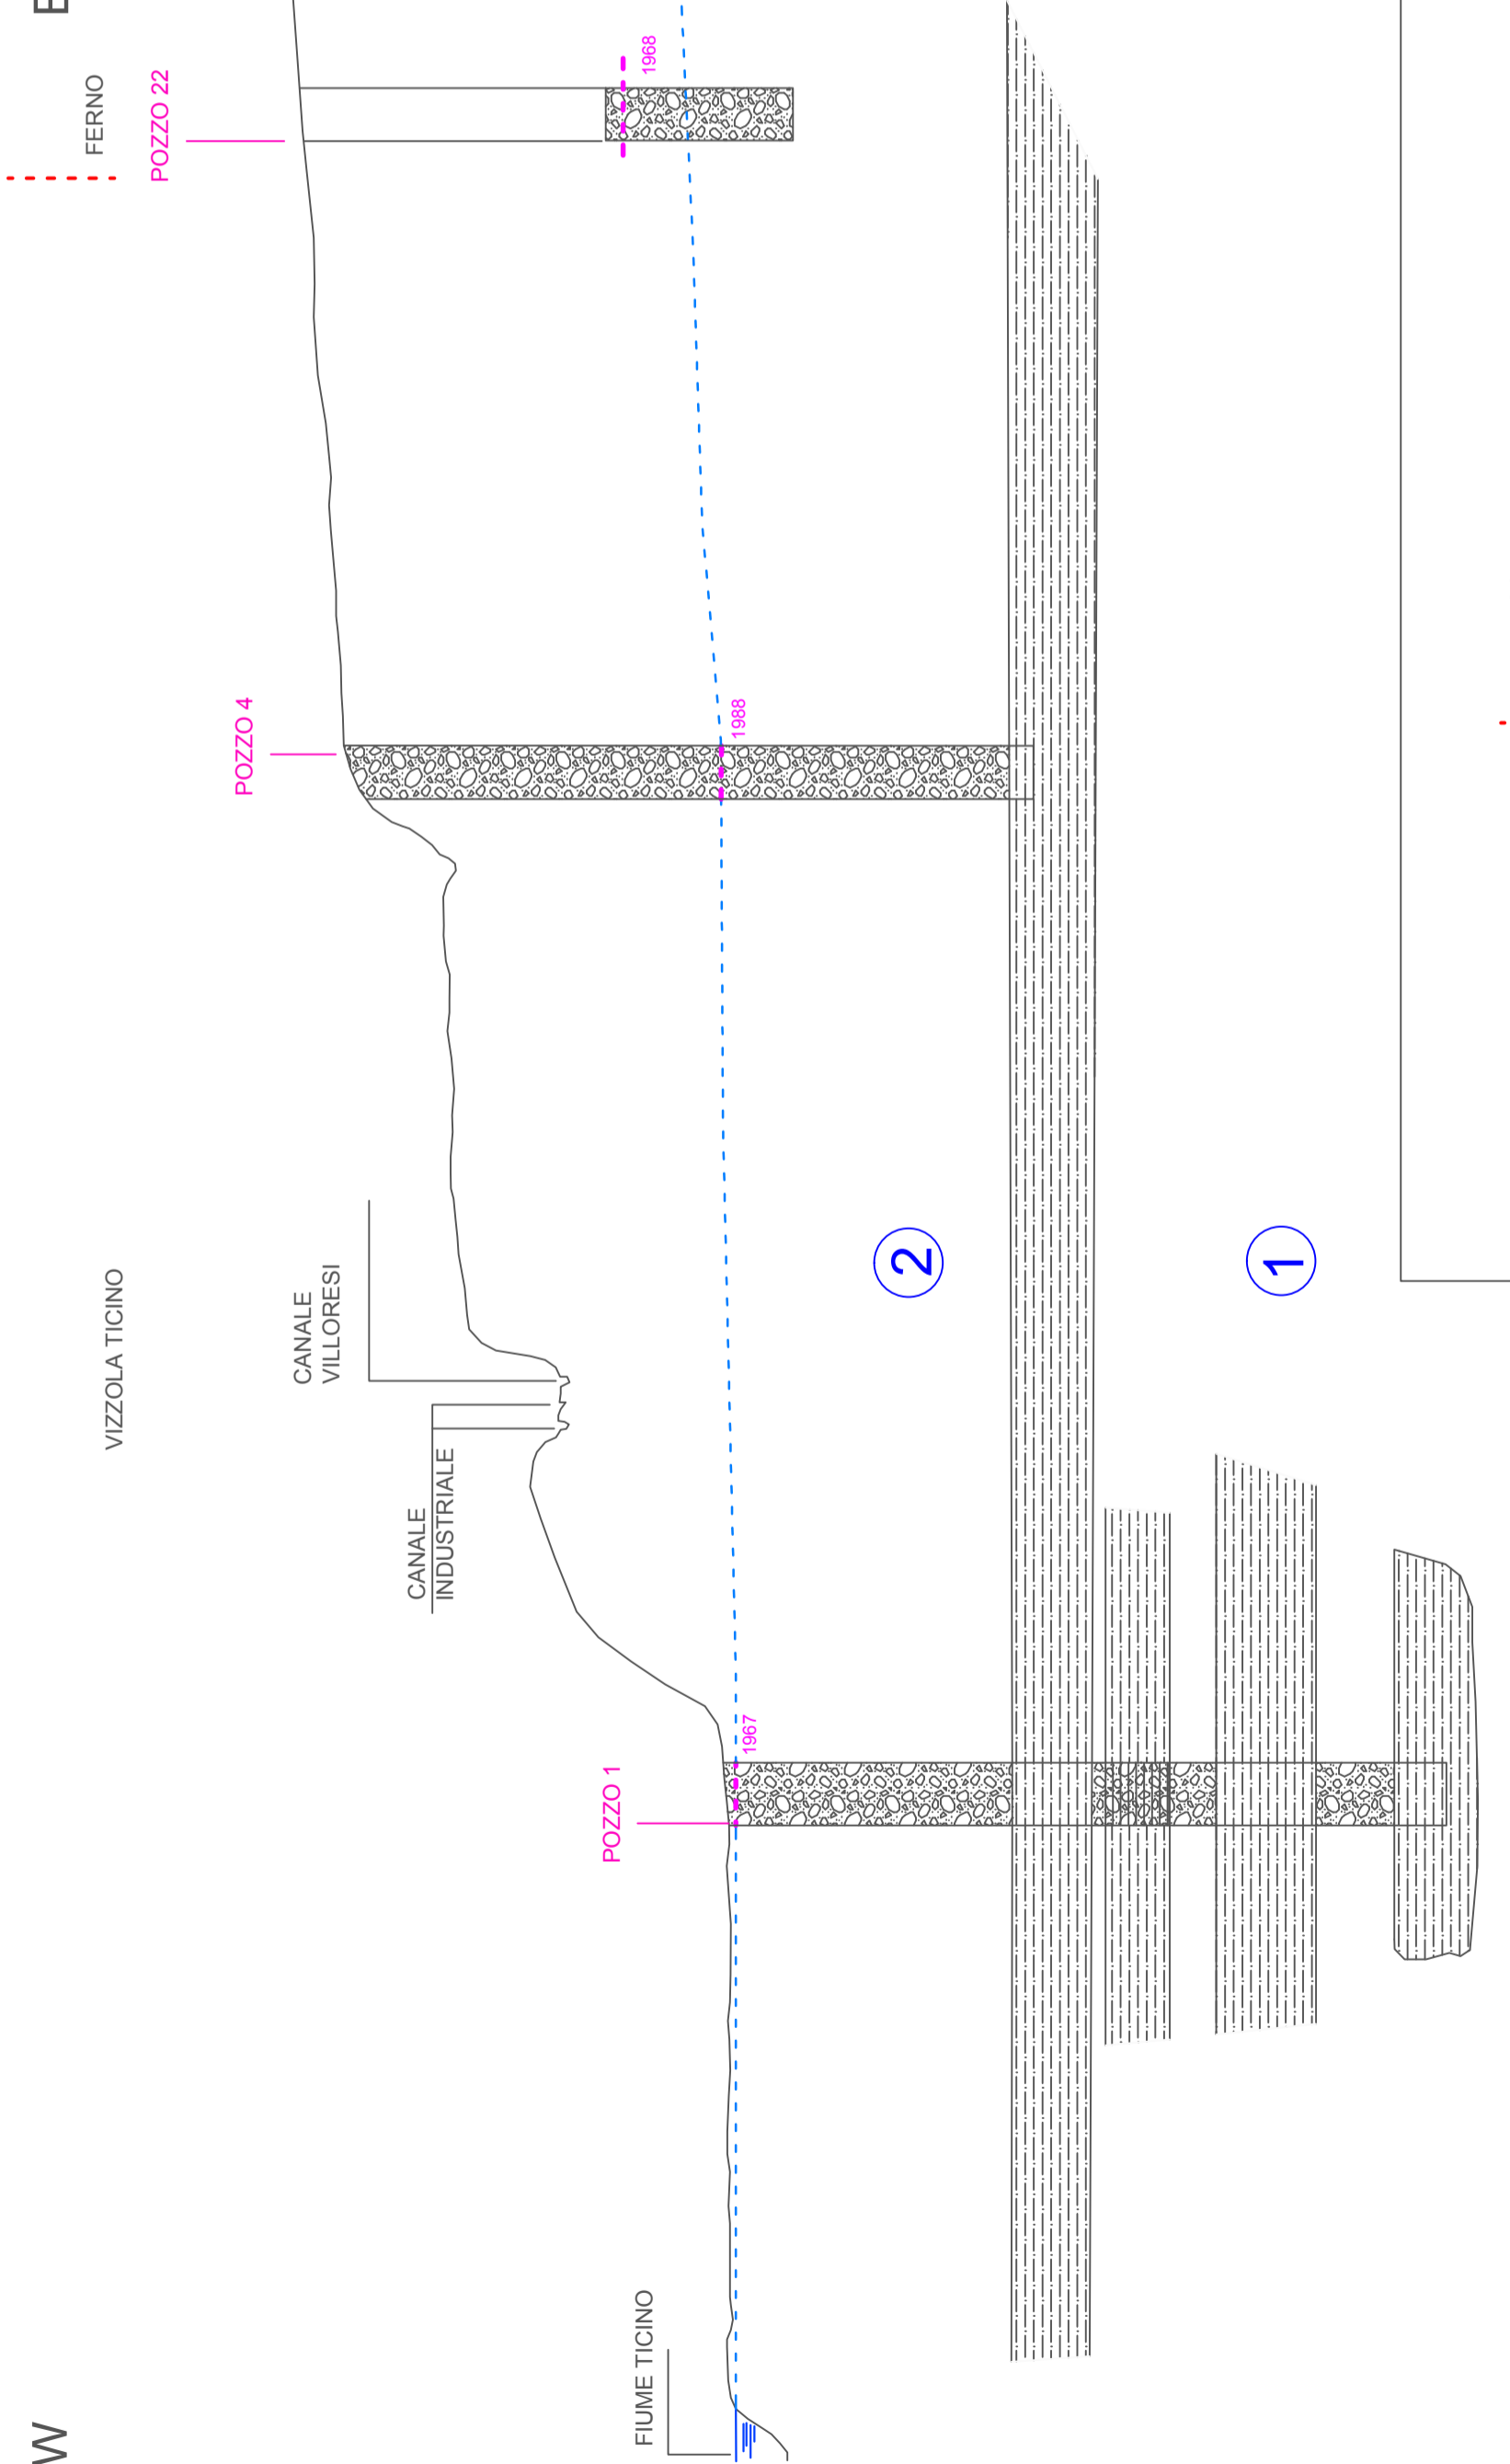 W
E
VIZZOLA TICINO
FERNO
POZZO 22
POZZO 4
CANALE
VILLORESI
CANALE
INDUSTRIALE
POZZO 1
FIUME TICINO
1968
1988
1967
2
1